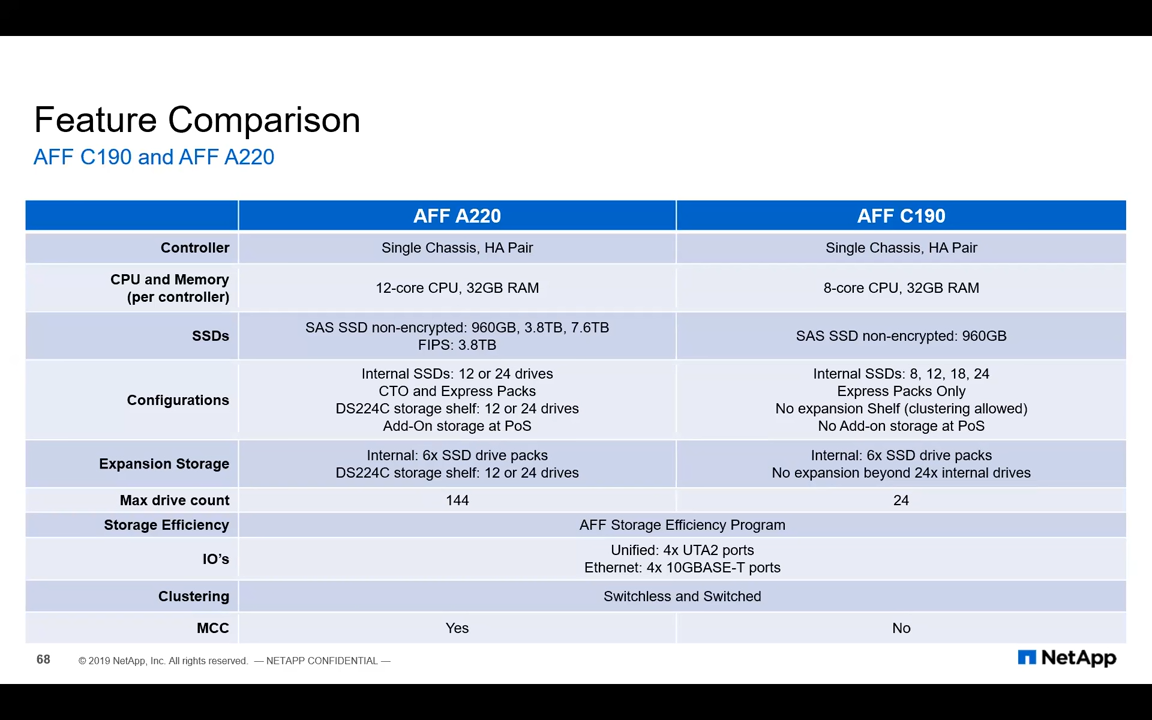 Feature Comparison
AFF C190 and AFF A220
AFF A220
AFF C190
Controller
Single Chassis, HA Pair
Single Chassis, HA Pair
CPU and Memory
(per controller)
12-core CPU, 32GB RAM
8-core CPU, 32GB RAM
SSDs
SAS SSD non-encrypted: 960GB, 3.8TB, 7.6TB
FIPS: 3.8TB
SAS SSD non-encrypted: 960GB
Configurations
Internal SSDs: 12 or 24 drives
CTO and Express Packs
DS224C storage shelf: 12 or 24 drives
Add-On storage at PoS
Internal SSDs: 8, 12, 18, 24
Express Packs Only
No expansion Shelf (clustering allowed)
No Add-on storage at PoS
Expansion Storage
Internal: 6x SSD drive packs
DS224C storage shelf: 12 or 24 drives
Internal: 6x SSD drive packs
No expansion beyond 24x internal drives
Max drive count
144
24
Storage Efficiency
AFF Storage Efficiency Program
IO’s
Unified: 4x UTA2 ports
Ethernet: 4x 10GBASE-T ports
Clustering
Switchless and Switched
MCC
Yes
No
68
© 2019 NetApp, Inc. All rights reserved. — NETAPP CONFIDENTIAL —
NetApp